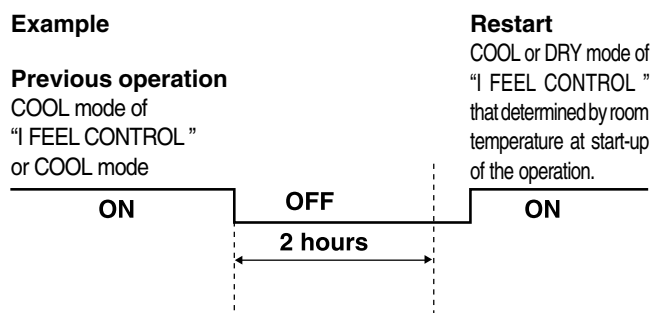 Example
Previous operation
COOL mode of
“I FEEL CONTROL ”
or COOL mode
Restart
COOL or DRY mode of
“I FEEL CONTROL ”
that determined by room
temperature at start-up
of the operation.
ON
OFF
ON
2 hours